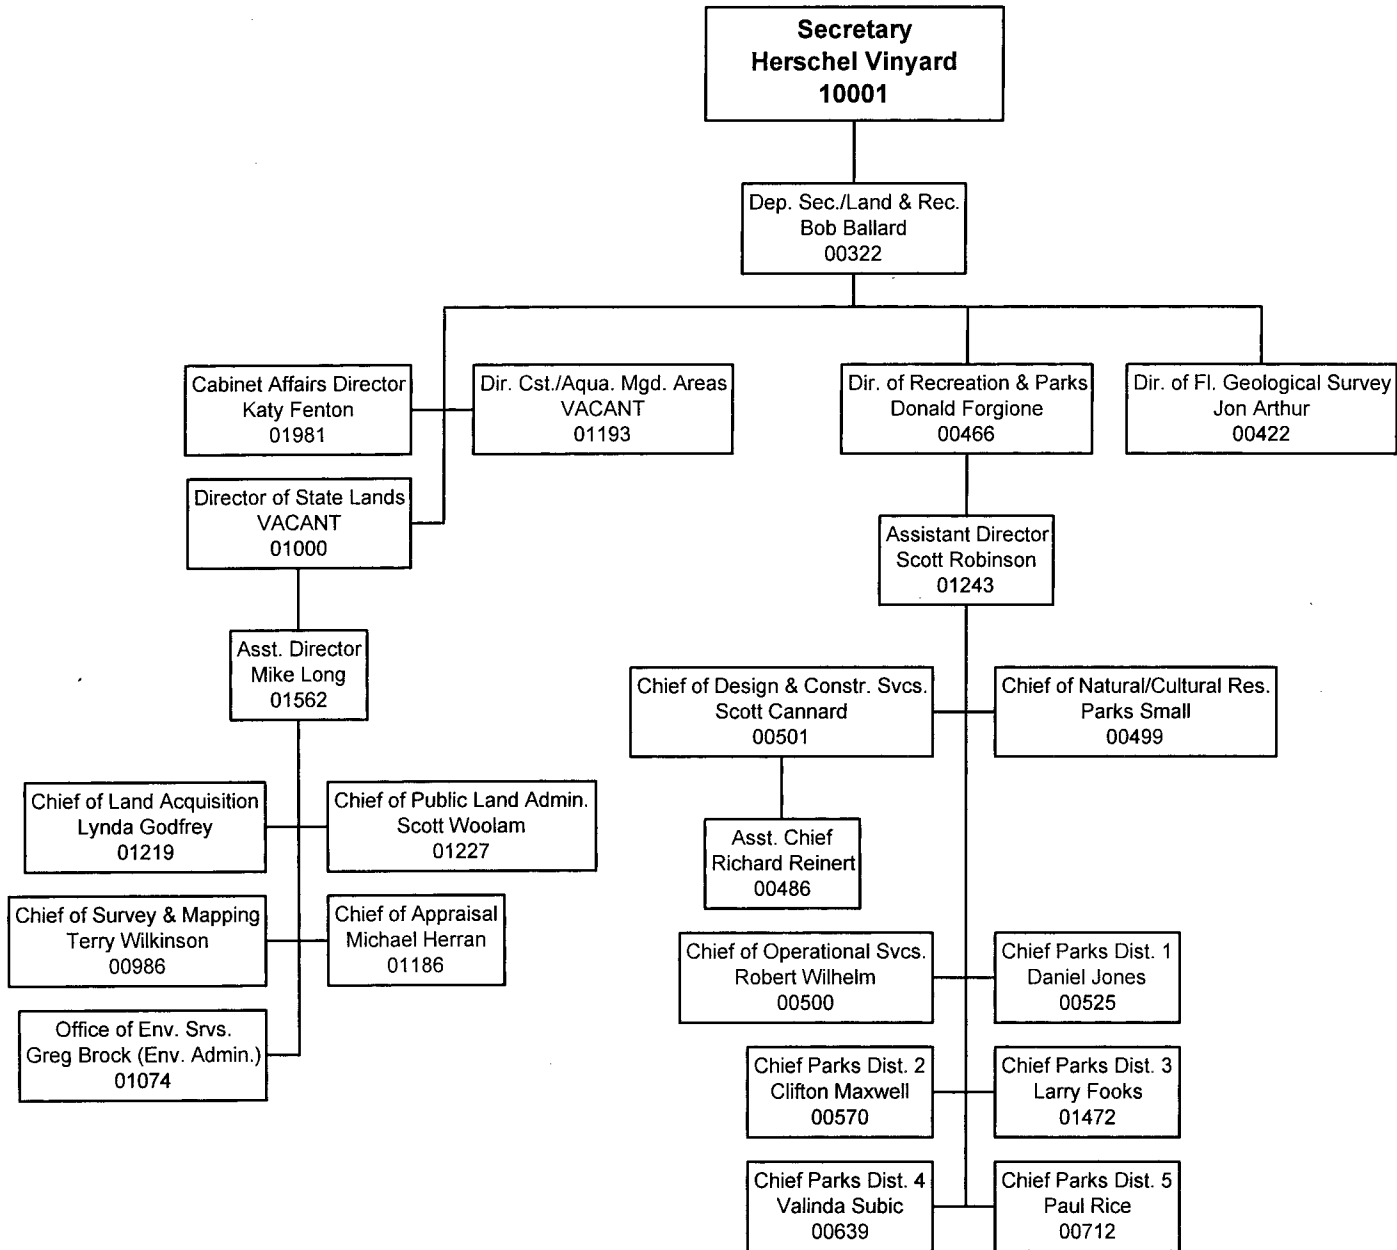 Secretary
Herschel Vinyard
10001
Dep. Sec./Land & Rec.
Bob Ballard
00322
Cabinet Affairs Director
Katy Fenton
01981
Dir. Cst./Aqua. Mgd. Areas
VACANT
01193
Dir. of Recreation & Parks
Donald Forgione
00466
Dir. of Fl. Geological Survey
Jon Arthur
00422
Director of State Lands
VACANT
01000
Assistant Director
Scott Robinson
01243
Asst. Director
Mike Long
01562
Chief of Design & Constr. Svcs.
Scott Cannard
00501
Chief of Natural/Cultural Res.
Parks Small
00499
Chief of Land Acquisition
Lynda Godfrey
01219
Chief of Public Land Admin.
Scott Woolam
01227
Asst. Chief
Richard Reinert
00486
Chief of Survey & Mapping
Terry Wilkinson
00986
Chief of Appraisal
Michael Herran
01186
Chief of Operational Svcs.
Robert Wilhelm
00500
Chief Parks Dist. 1
Daniel Jones
00525
Office of Env. Srvs.
Greg Brock (Env. Admin.)
01074
Chief Parks Dist. 2
Clifton Maxwell
00570
Chief Parks Dist. 3
Larry Fooks
01472
Chief Parks Dist. 4
Valinda Subic
00639
Chief Parks Dist. 5
Paul Rice
00712